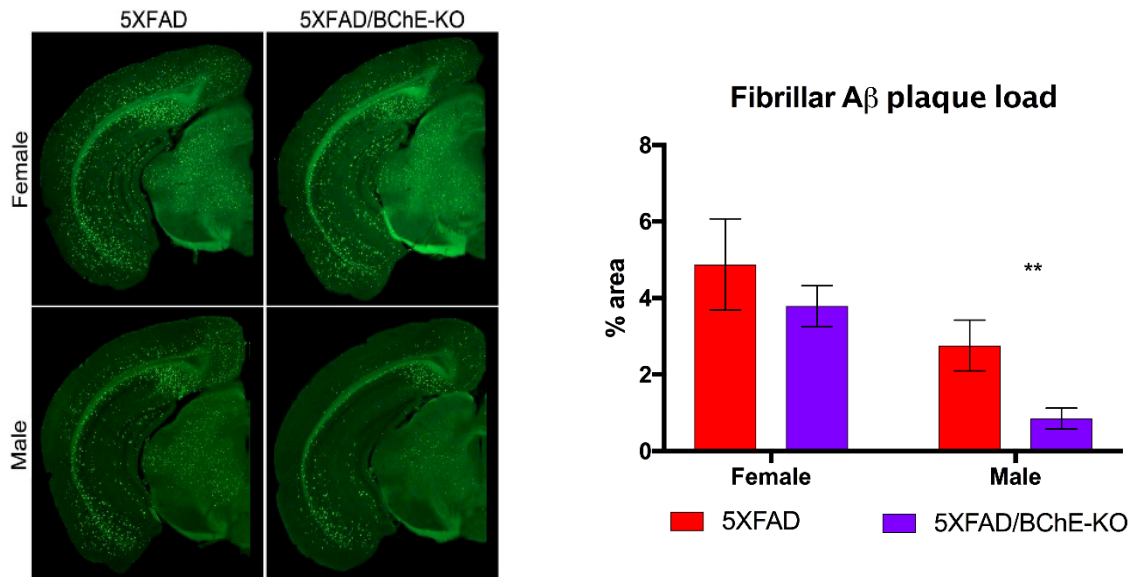 5XFAD 5XFAD/BChE-KO
Female
Male
Fibrillar Aβ plaque load
% area
8
6
4
2
0
**
Female Male
5XFAD 5XFAD/BChE-KO